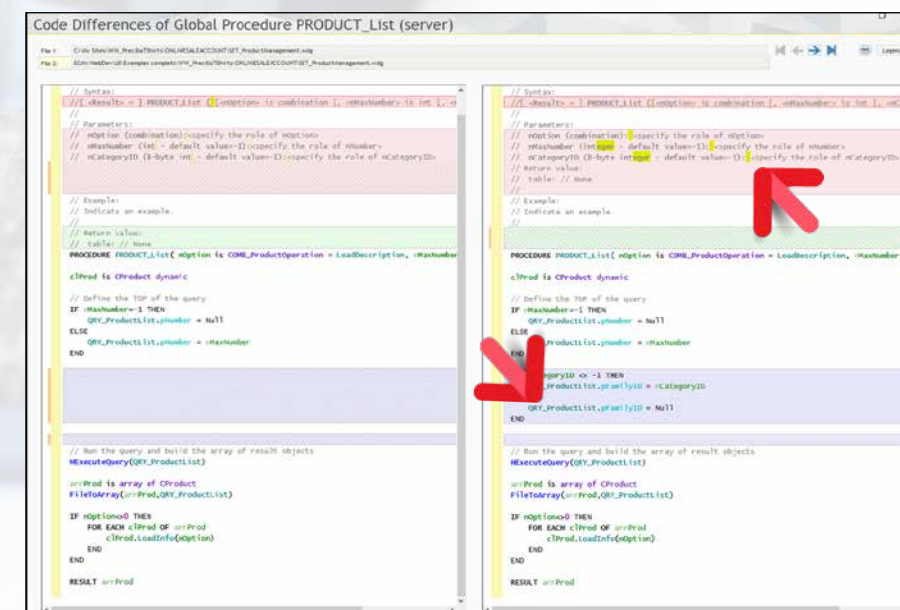 Code Differences of Global Procedure PRODUCT_List (server)
File 1:
File 2:
// Syntax:
//[ <Result> = ] PRODUCT_List ([<nOption> is combination [, <nMaxNumber> is int [,
//
// Parameters:
// nOption (combination): <specify the role of nOption>
// nMaxNumber (int - default value=-1): <specify the role of nNumber>
// nCategoryID (8-byte int - default value=-1): <specify the role of nCategoryID>
// Example:
// Indicate an example.
//
// Return value:
// table: // None
PROCEDURE PRODUCT_List( nOption is COMB_ProductOperation = LoadDescription, nMaxNumber
clProd is CProduct dynamic
// Define the TOP of the query
IF nMaxNumber=-1 THEN
QRY_ProductList.pNumber = Null
ELSE
QRY_ProductList.pNumber = nMaxNumber
END
// Run the query and build the array of result objects
HExecuteQuery(QRY_ProductList)
arrProd is array of CProduct
FileToArray(arrProd,QRY_ProductList)
IF nOption<>0 THEN
FOR EACH clProd OF arrProd
clProd.LoadInfo(nOption)
END
END
RESULT arrProd
// Syntax:
//[ <Result> = ] PRODUCT_List ([<nOption> is combination [, <nMaxNumber> is int [,
//
// Parameters:
// nOption (combination): <specify the role of nOption>
// nMaxNumber (integer - default value=-1): <specify the role of nNumber>
// nCategoryID (8-byte integer - default value=-1): <specify the role of nCategoryID>
// Return value:
// table: // None
//
// Example:
// Indicate an example.
//
PROCEDURE PRODUCT_List( nOption is COMB_ProductOperation = LoadDescription, nMaxNumber
clProd is CProduct dynamic
// Define the TOP of the query
IF nMaxNumber=-1 THEN
QRY_ProductList.pNumber = Null
ELSE
ProductList.pNumber = nMaxNumber
END
<> -1 THEN
ProductList.pFamilyID = nCategoryID
QRY_ProductList.pFamilyID = Null
END
// Run the query and build the array of result objects
HExecuteQuery(QRY_ProductList)
arrProd is array of CProduct
FileToArray(arrProd,QRY_ProductList)
IF nOption<>0 THEN
FOR EACH clProd OF arrProd
clProd.LoadInfo(nOption)
END
END
RESULT arrProd